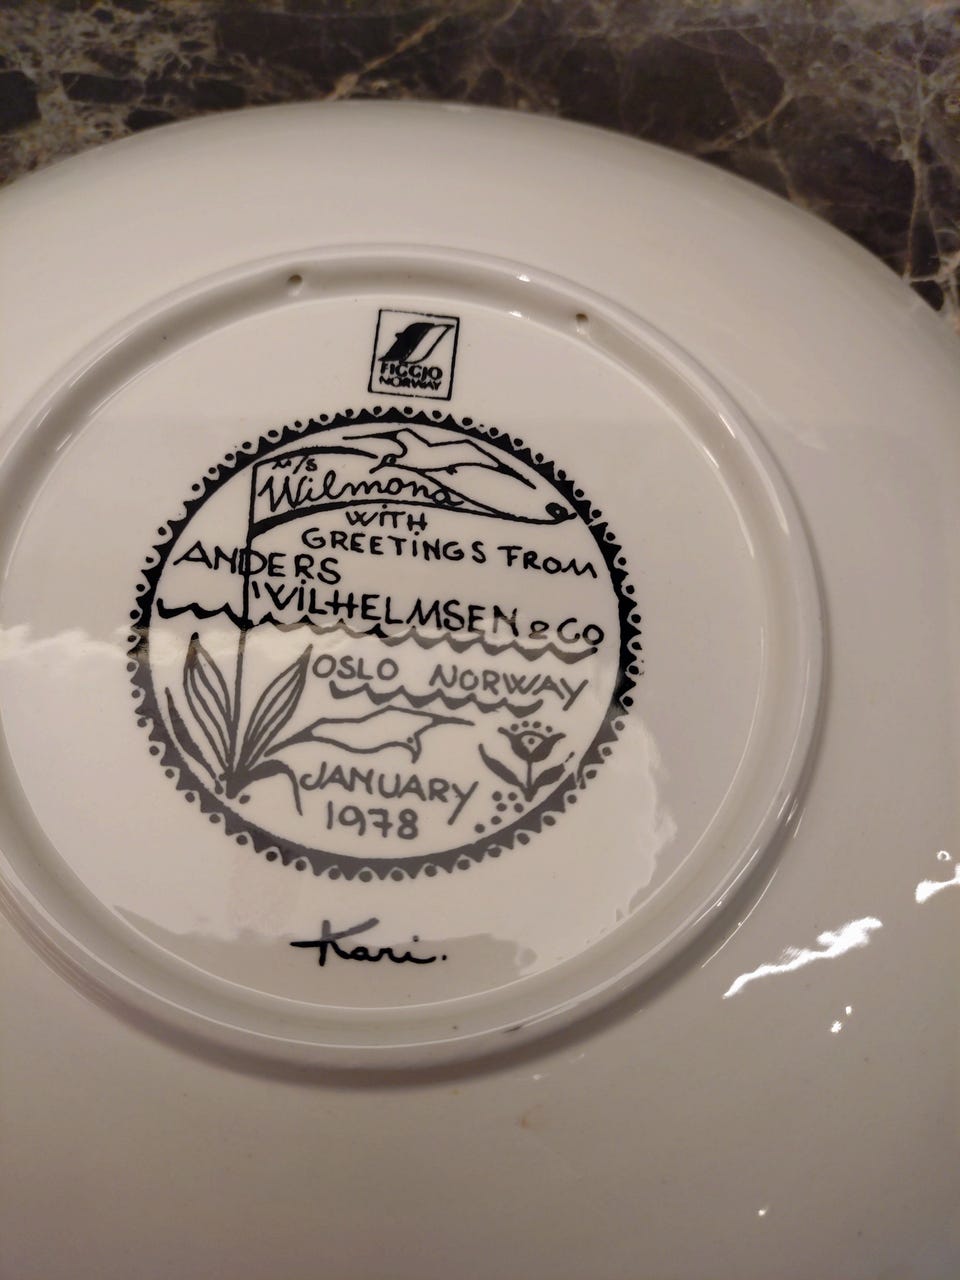 FIGGJO
NORWAY
M/S
Wilmona
WITH
GREETINGS FROM
ANDERS
WILHELMSEN & Co
OSLO NORWAY
JANUARY
1978
Kari.